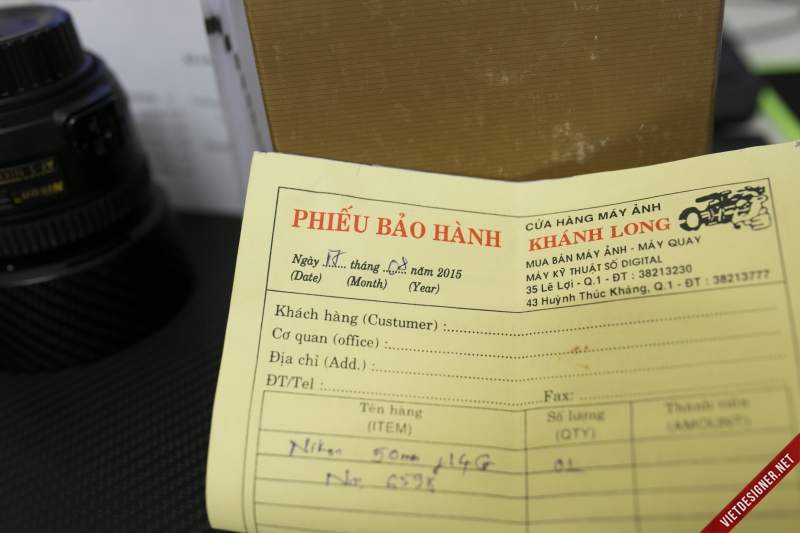 PHIẾU BẢO HÀNH
Ngày 17 tháng 08 năm 2015
(Date) (Month) (Year)
CỬA HÀNG MÁY ẢNH
KHÁNH LONG
MUA BÁN MÁY ẢNH - MÁY QUAY
MÁY KỸ THUẬT SỐ DIGITAL
35 Lê Lợi - Q.1 - ĐT : 38213230
43 Huỳnh Thúc Kháng, Q.1 - ĐT : 38213777
Khách hàng (Custumer) :
Cơ quan (office) :
Địa chỉ (Add.) :
ĐT/Tel : Fax:
Tên hàng Số lượng Thành tiền
(ITEM) (QTY) (AMOUNT)
Nikon 50mm f1.4G 01
No.
VIETDESIGNER.NET